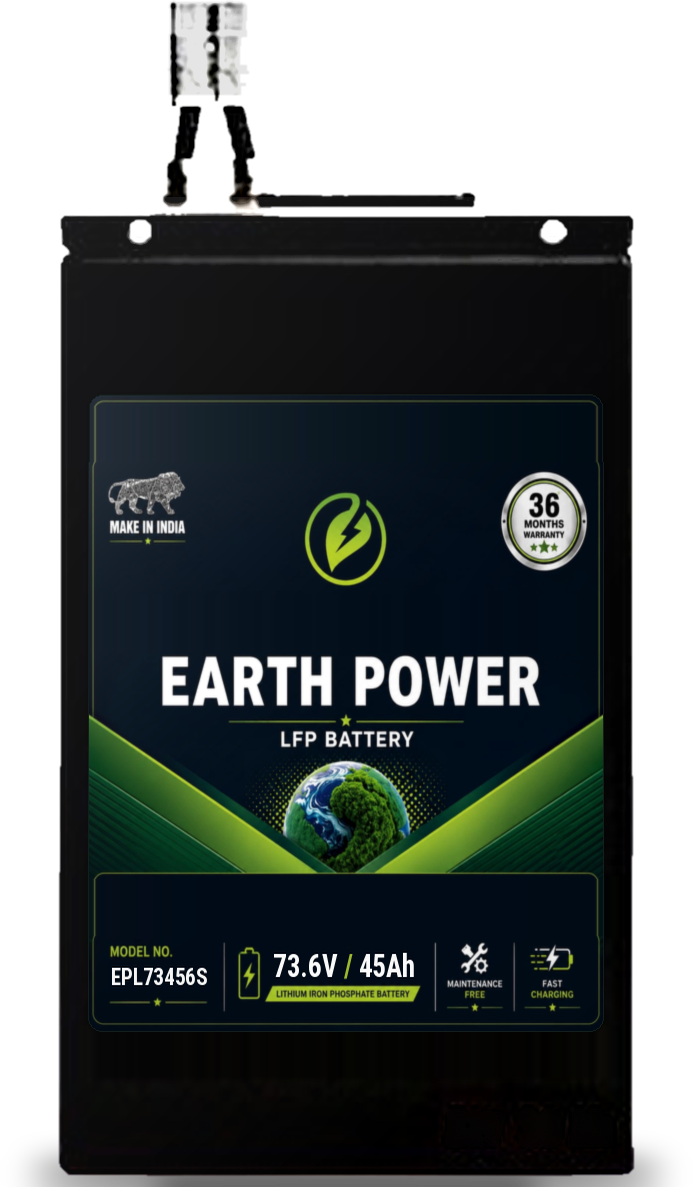 MAKE IN INDIA
36
MONTHS
WARRANTY
EARTH POWER
LFP BATTERY
MODEL NO.
EPL73456S
73.6V / 45Ah
LITHIUM IRON PHOSPHATE BATTERY
MAINTENANCE
FREE
FAST
CHARGING